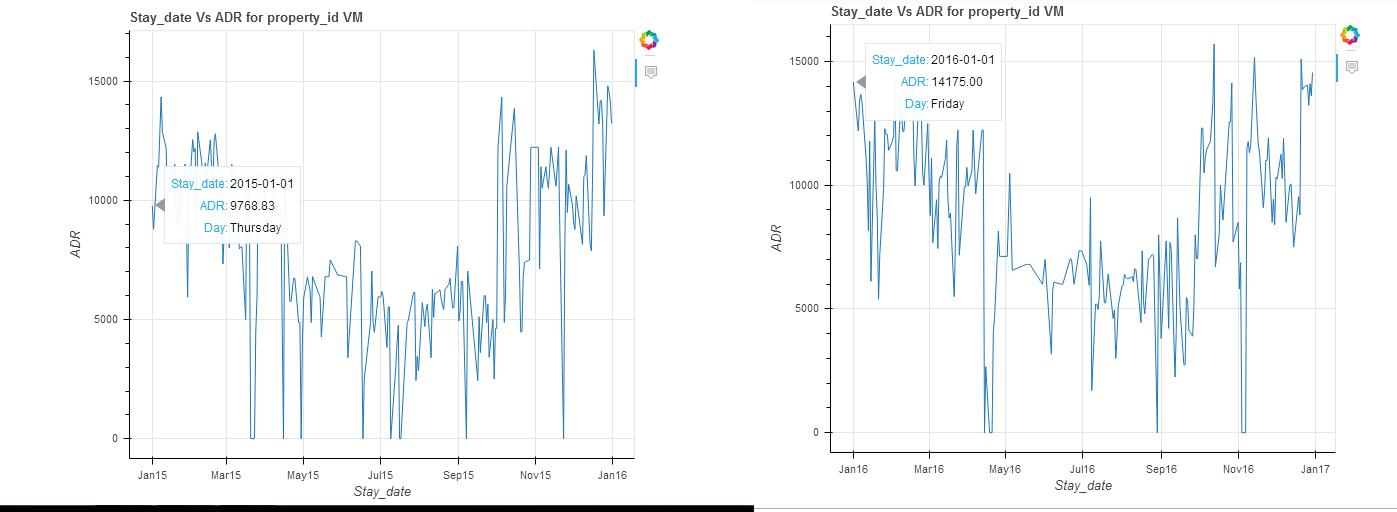 Stay_date Vs ADR for property_id VM
15000
10000
5000
0
ADR
Stay_date: 2015-01-01
ADR: 9768.83
Day: Thursday
Jan15 Mar15 May15 Jul15 Sep15 Nov15 Jan16
Stay_date
Stay_date Vs ADR for property_id VM
15000
10000
5000
0
ADR
Stay_date: 2016-01-01
ADR: 14175.00
Day: Friday
Jan16 Mar16 May16 Jul16 Sep16 Nov16 Jan17
Stay_date